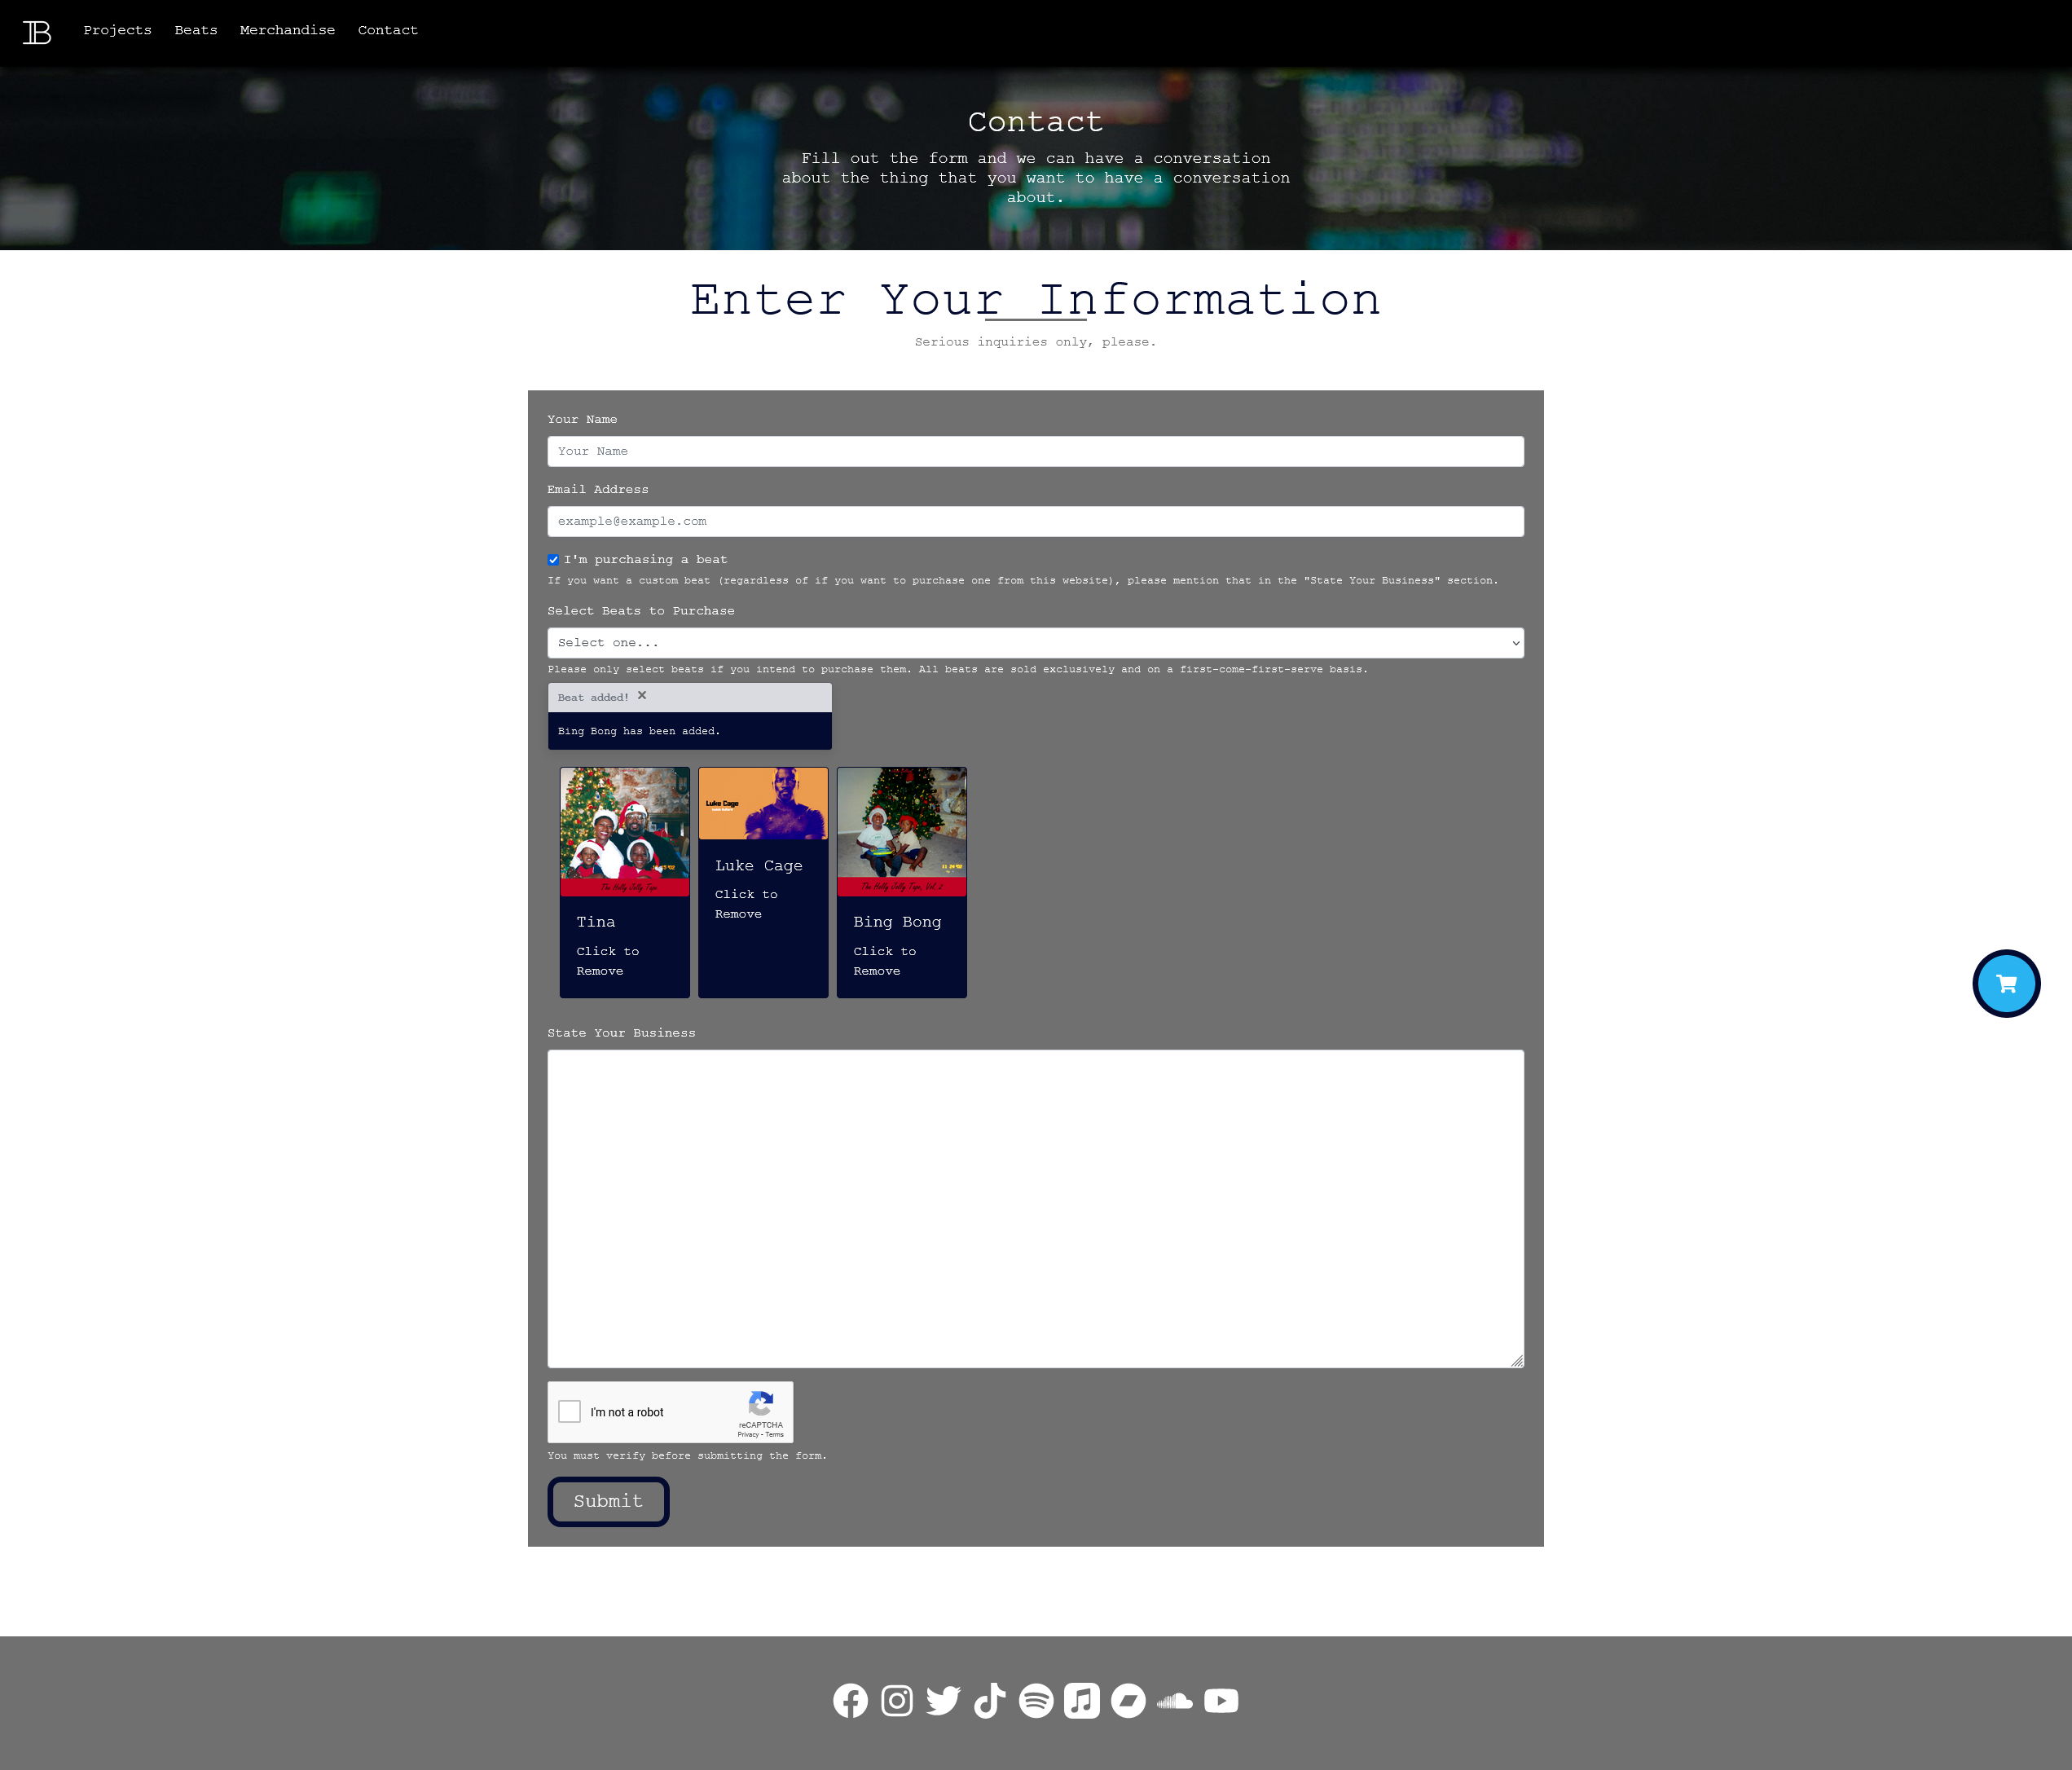 B
Projects Beats Merchandise Contact
Contact
Fill out the form and we can have a conversation
about the thing that you want to have a conversation
about.
Enter Your Information
Serious inquiries only, please.
Your Name
Your Name
Email Address
example@example.com
I'm purchasing a beat
If you want a custom beat (regardless of if you want to purchase one from this website), please mention that in the "State Your Business" section.
Select Beats to Purchase
Select one...
Please only select beats if you intend to purchase them. All beats are sold exclusively and on a first-come-first-serve basis.
Beat added! ×
Bing Bong has been added.
The Holly Jolly Tape
Tina
Click to
Remove
Luke Cage
Luke Cage
Click to
Remove
The Holly Jolly Tape, Vol. 2
Bing Bong
Click to
Remove
State Your Business
I'm not a robot
reCAPTCHA
Privacy - Terms
You must verify before submitting the form.
Submit